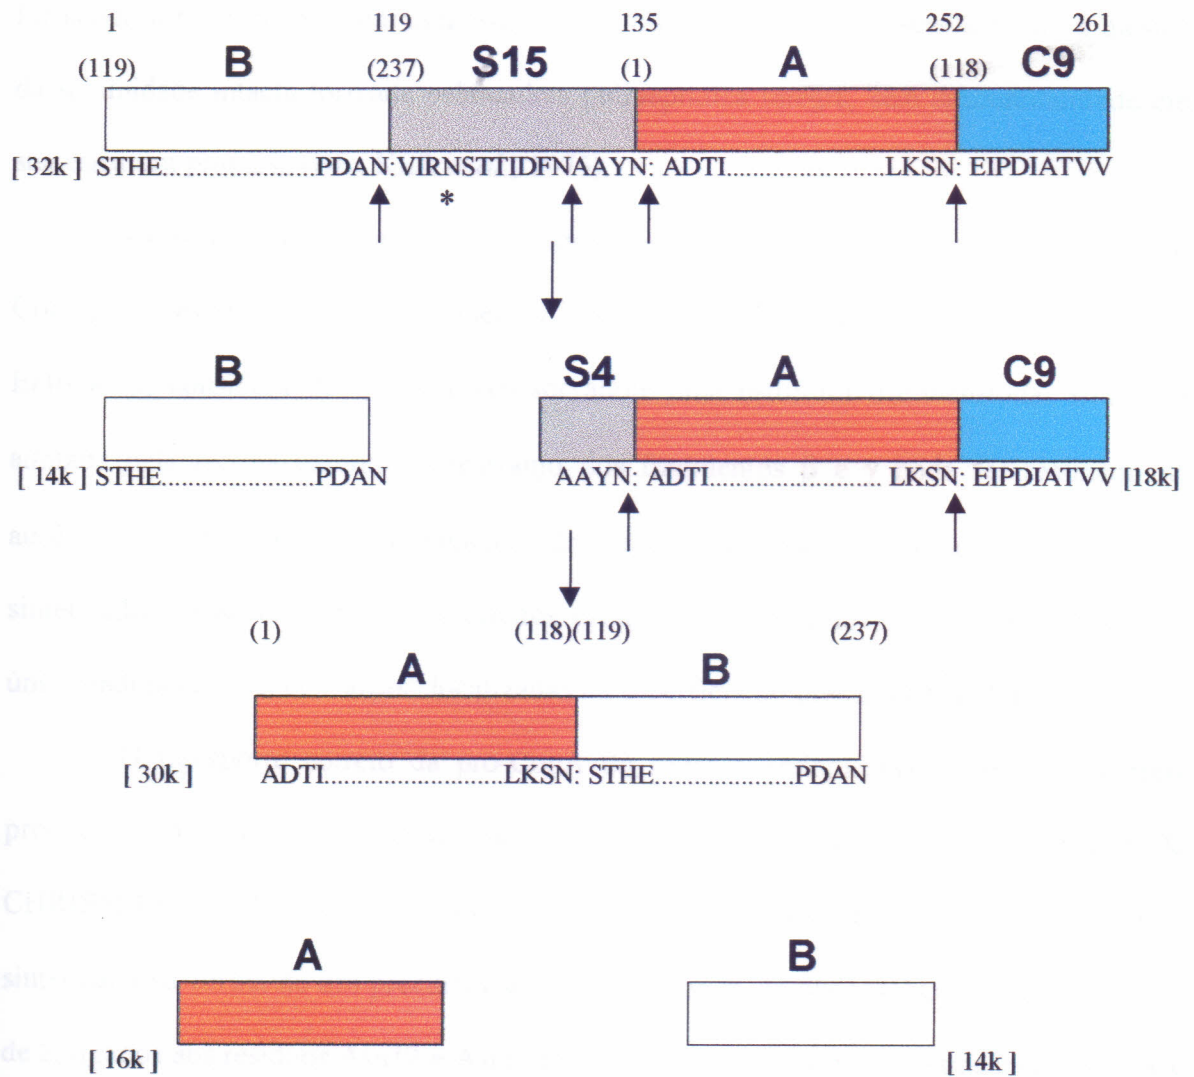 1 119 135 252 261
B S15 A C9
(119) (237) (1) (118)
[ 32k ] STHE......................PDAN:VIRNSTTIDFNAAYN: ADTI.......................LKSN: EIPDIATVV
*
B S4 A C9
[ 14k ] STHE......................PDAN AAYN: ADTI......................... LKSN: EIPDIATVV [18k]
(1) (118)(119) (237)
A B
[ 30k ] ADTI.........................LKSN: STHE....................PDAN
A B
[ 16k ] [ 14k ]